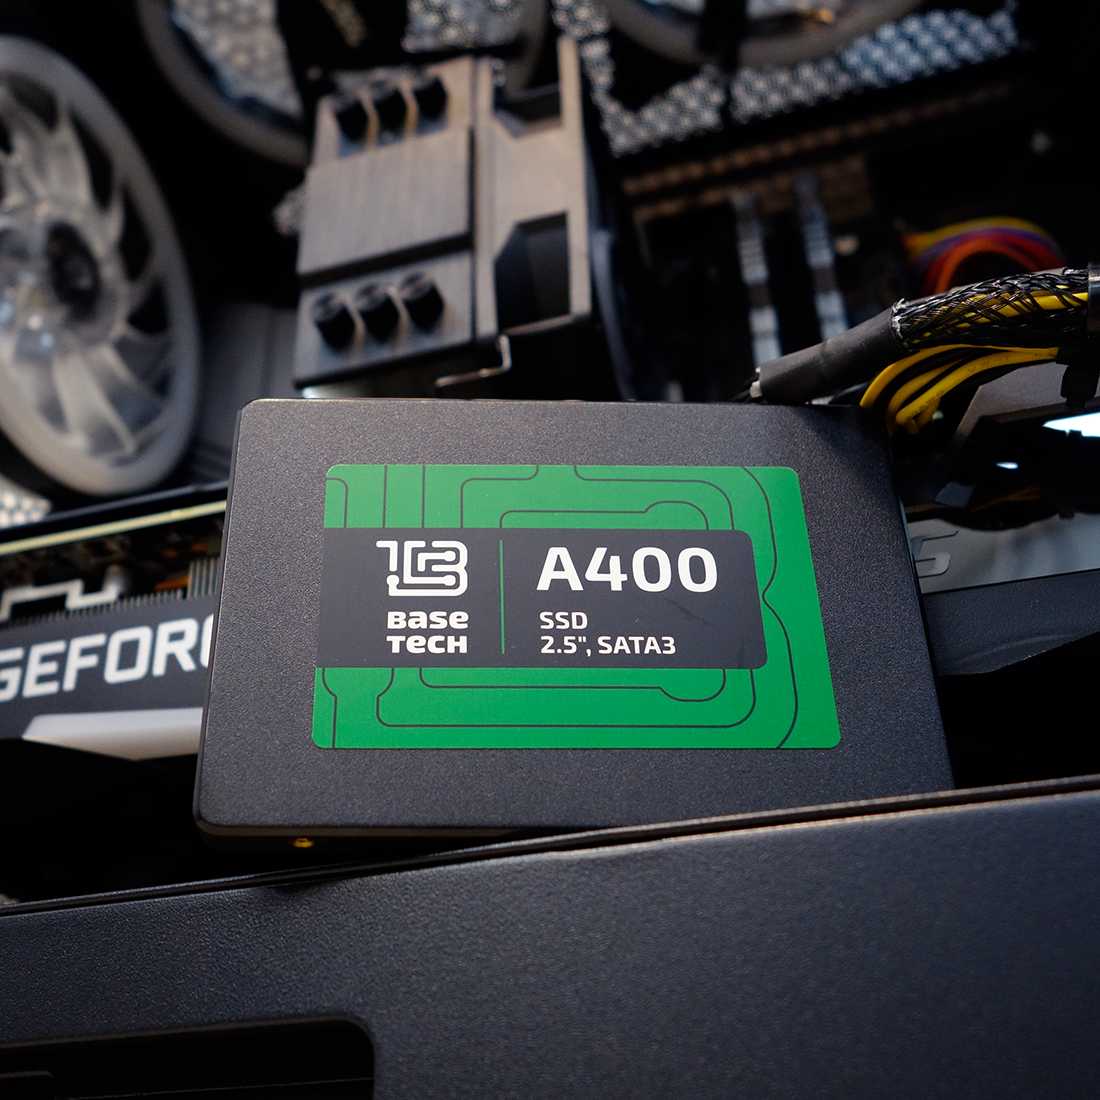 BASE
TECH
A400
SSD
2.5", SATA3
GEFORC